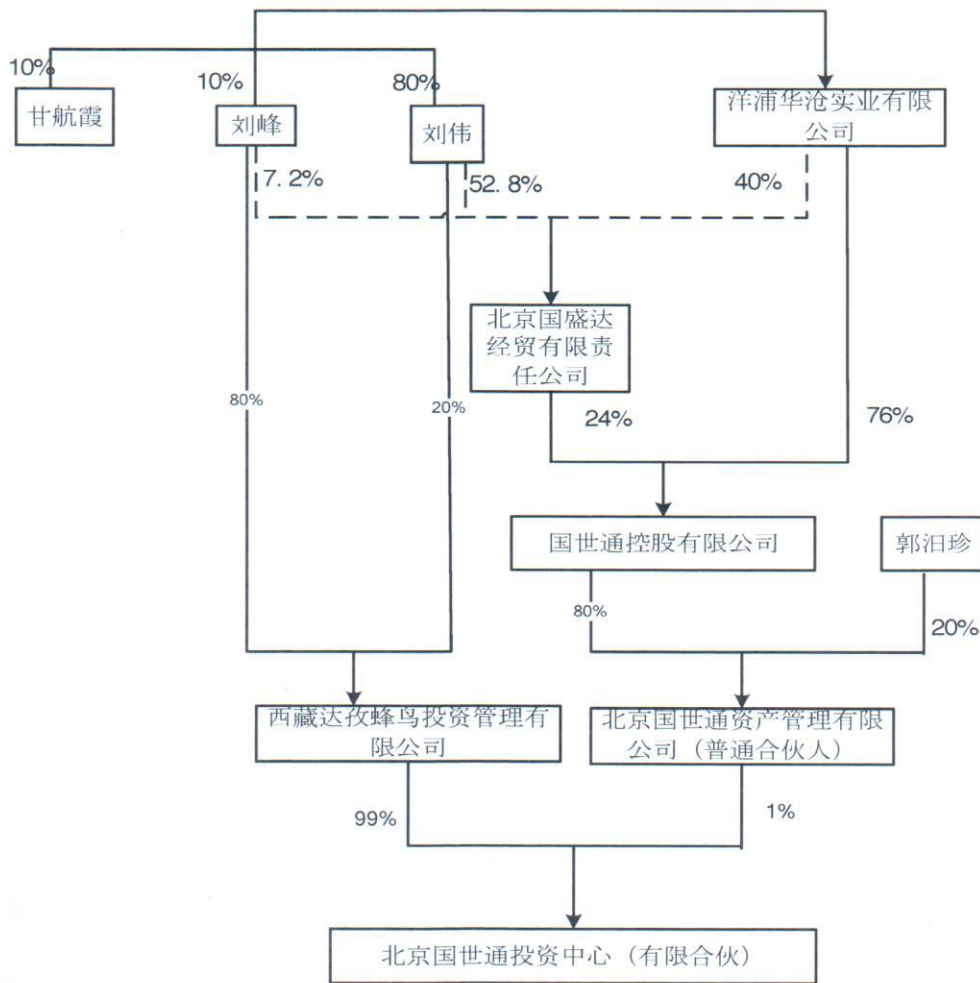 10%
10%
80%
甘航霞
刘峰
刘伟
洋浦华沧实业有限
公司
7.2%
52.8%
40%
北京国盛达
经贸有限责
任公司
80%
20%
24%
76%
国世通控股有限公司
郭汨珍
80%
20%
西藏达孜蜂鸟投资管理有
限公司
北京国世通资产管理有限
公司（普通合伙人）
99%
1%
北京国世通投资中心（有限合伙）